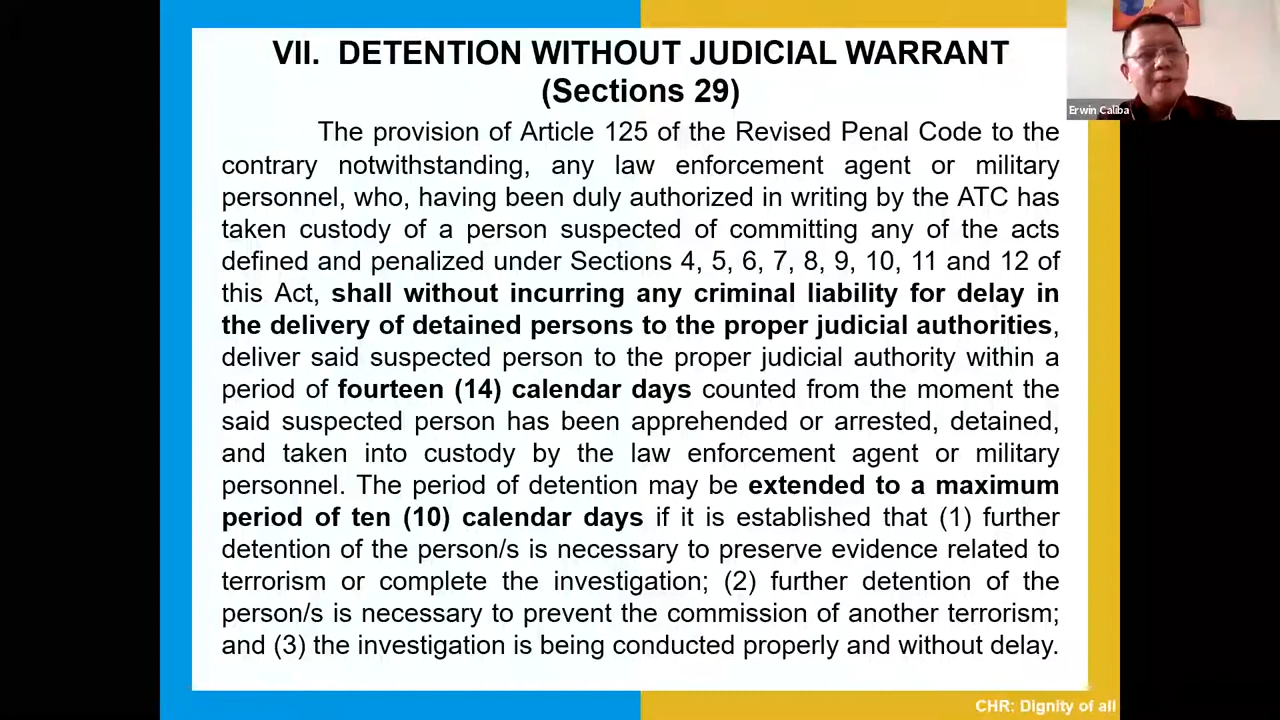 VII. DETENTION WITHOUT JUDICIAL WARRANT
(Sections 29)
The provision of Article 125 of the Revised Penal Code to the
contrary notwithstanding, any law enforcement agent or military
personnel, who, having been duly authorized in writing by the ATC has
taken custody of a person suspected of committing any of the acts
defined and penalized under Sections 4, 5, 6, 7, 8, 9, 10, 11 and 12 of
this Act, shall without incurring any criminal liability for delay in
the delivery of detained persons to the proper judicial authorities,
deliver said suspected person to the proper judicial authority within a
period of fourteen (14) calendar days counted from the moment the
said suspected person has been apprehended or arrested, detained,
and taken into custody by the law enforcement agent or military
personnel. The period of detention may be extended to a maximum
period of ten (10) calendar days if it is established that (1) further
detention of the person/s is necessary to preserve evidence related to
terrorism or complete the investigation; (2) further detention of the
person/s is necessary to prevent the commission of another terrorism;
and (3) the investigation is being conducted properly and without delay.
Erwin Caliba
CHR: Dignity of all